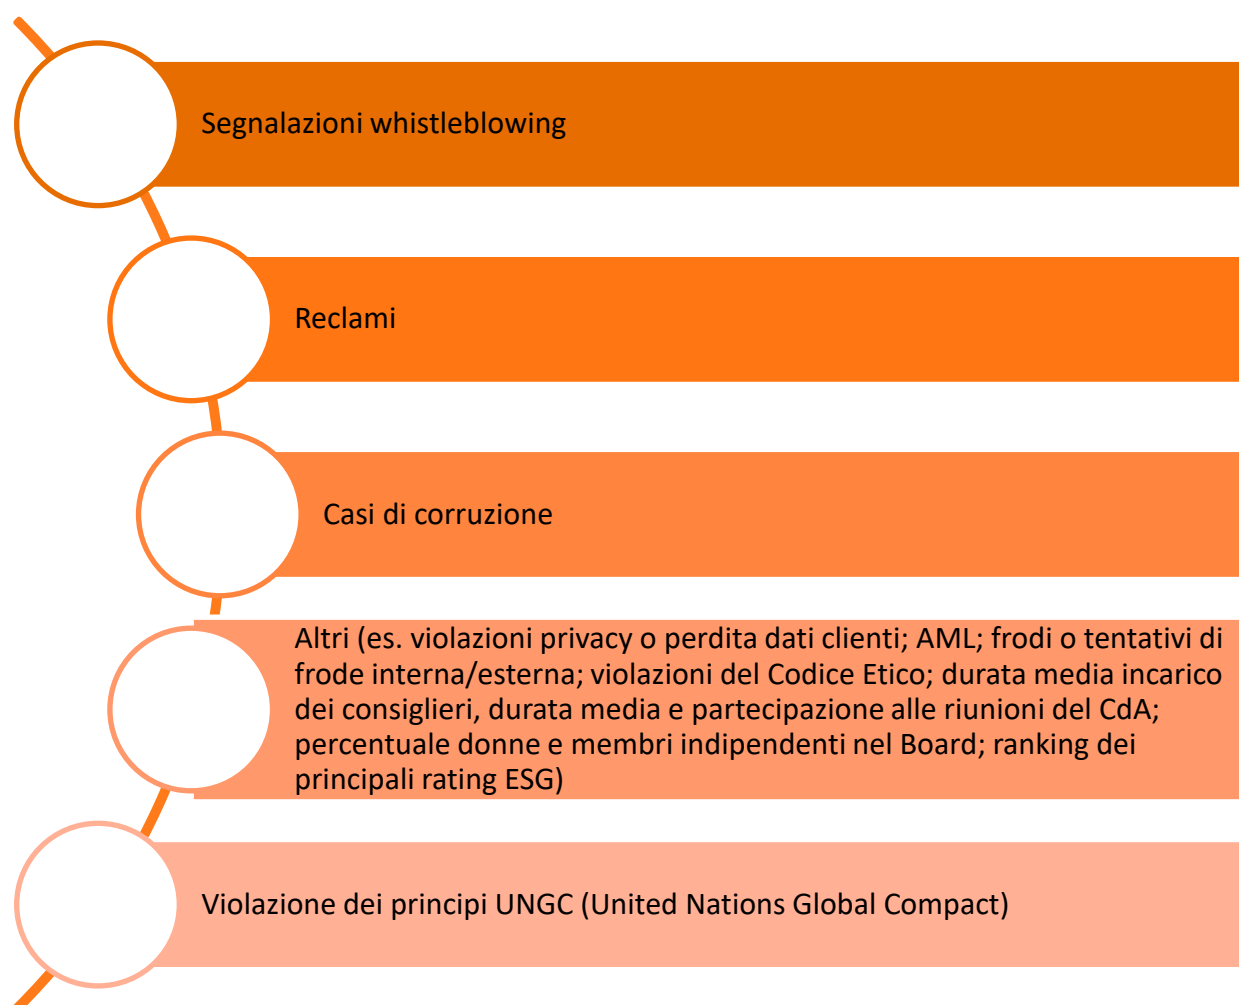 Segnalazioni whistleblowing
Reclami
Casi di corruzione
Altri (es. violazioni privacy o perdita dati clienti; AML; frodi o tentativi di
frode interna/esterna; violazioni del Codice Etico; durata media incarico
dei consiglieri, durata media e partecipazione alle riunioni del CdA;
percentuale donne e membri indipendenti nel Board; ranking dei
principali rating ESG)
Violazione dei principi UNGC (United Nations Global Compact)